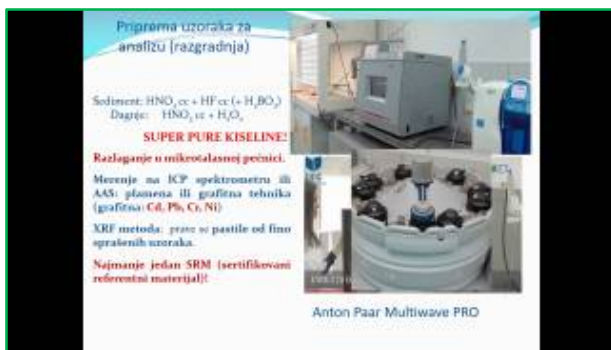 Priprema uzoraka za
analizu (razgradnja)
Sediment: HNO3 cc + HF cc (+ H3BO3)
Dagnje: HNO3 cc + H2O2
SUPER PURE KISELINE!
Razlaganje u mikrotalasnoj pećnici.
Merenje na ICP spektrometru ili
AAS: plamena ili grafitna tehnika
(grafitna: Cd, Pb, Cr, Ni)
XRF metoda: prave se pastile od fino
sprašenih uzoraka.
Najmanje jedan SRM (sertifikovani
referentni materijal)!
Anton Paar Multiwave PRO